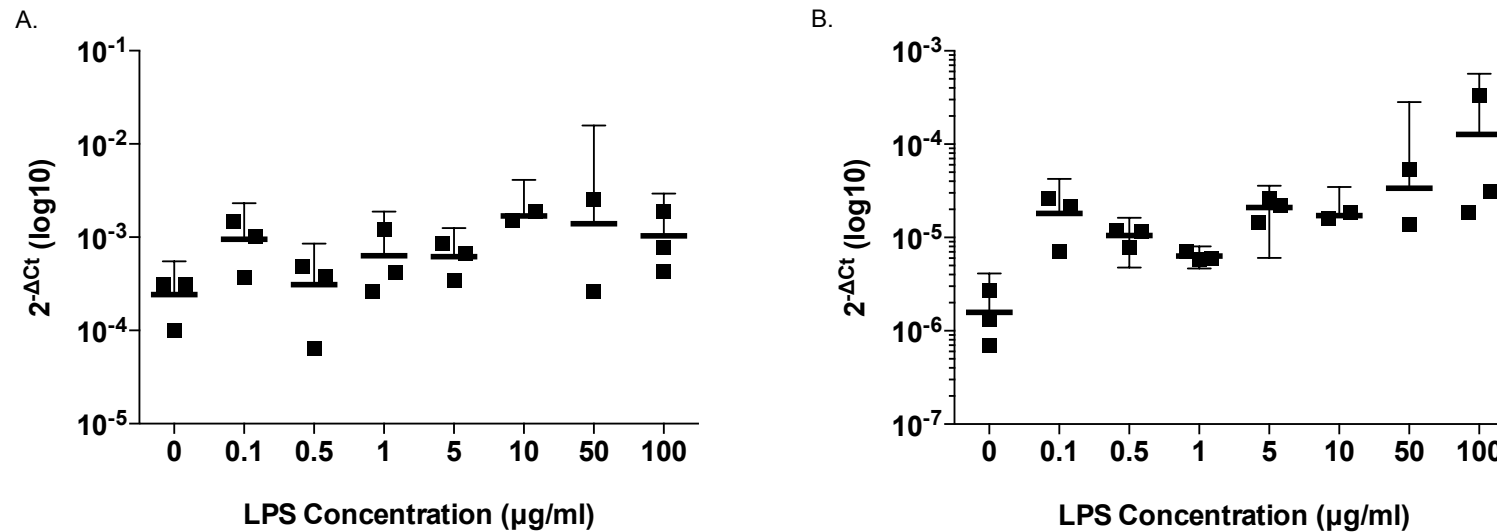 A.
10⁻¹
10⁻²
10⁻³
10⁻⁴
10⁻⁵
2⁻ΔCt (log10)
0 0.1 0.5 1 5 10 50 100
LPS Concentration (µg/ml)
B.
10⁻³
10⁻⁴
10⁻⁵
10⁻⁶
10⁻⁷
2⁻ΔCt (log10)
0 0.1 0.5 1 5 10 50 100
LPS Concentration (µg/ml)